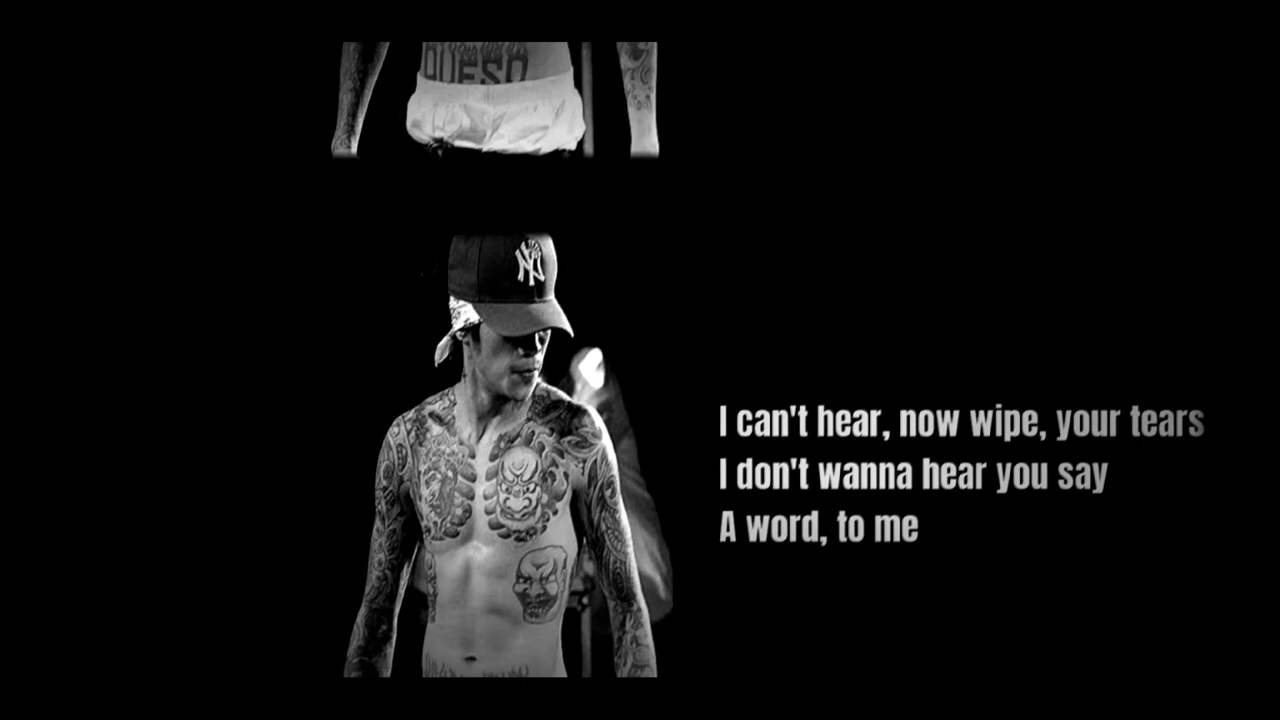 QUESO
NY
I can't hear, now wipe, your tears
I don't wanna hear you say
A word, to me